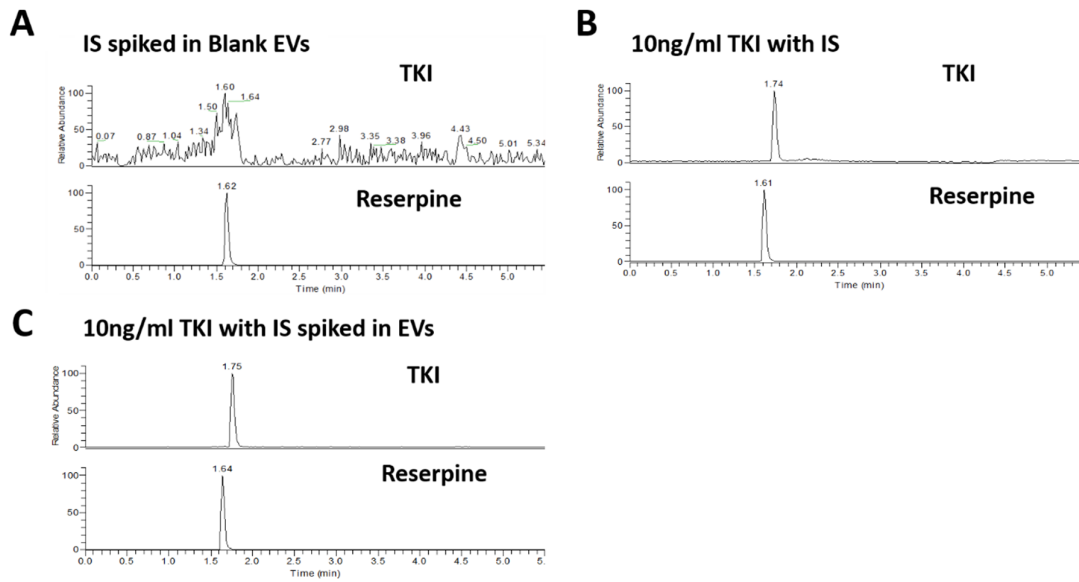 A
IS spiked in Blank EVs
TKI
Relative Abundance
100
50
0
0.07
0.87
1.04
1.34
1.50
1.60
1.64
2.77
2.98
3.35
3.38
3.96
4.43
4.50
5.01
5.34
Reserpine
100
50
0
1.62
0.0 0.5 1.0 1.5 2.0 2.5 3.0 3.5 4.0 4.5 5.0
Time (min)
B
10ng/ml TKI with IS
TKI
Relative Abundance
100
50
0
1.74
Reserpine
100
50
0
1.61
0.0 0.5 1.0 1.5 2.0 2.5 3.0 3.5 4.0 4.5 5.0
Time (min)
C
10ng/ml TKI with IS spiked in EVs
TKI
Relative Abundance
100
50
0
1.75
Reserpine
100
50
0
1.64
0.0 0.5 1.0 1.5 2.0 2.5 3.0 3.5 4.0 4.5 5.0 5.
Time (min)